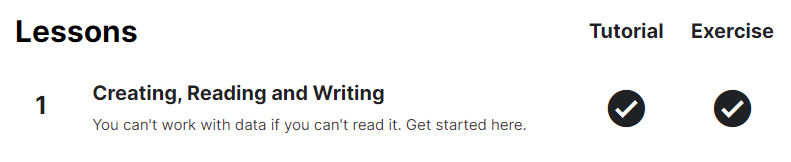 Lessons Tutorial Exercise
1 Creating, Reading and Writing
You can't work with data if you can't read it. Get started here.